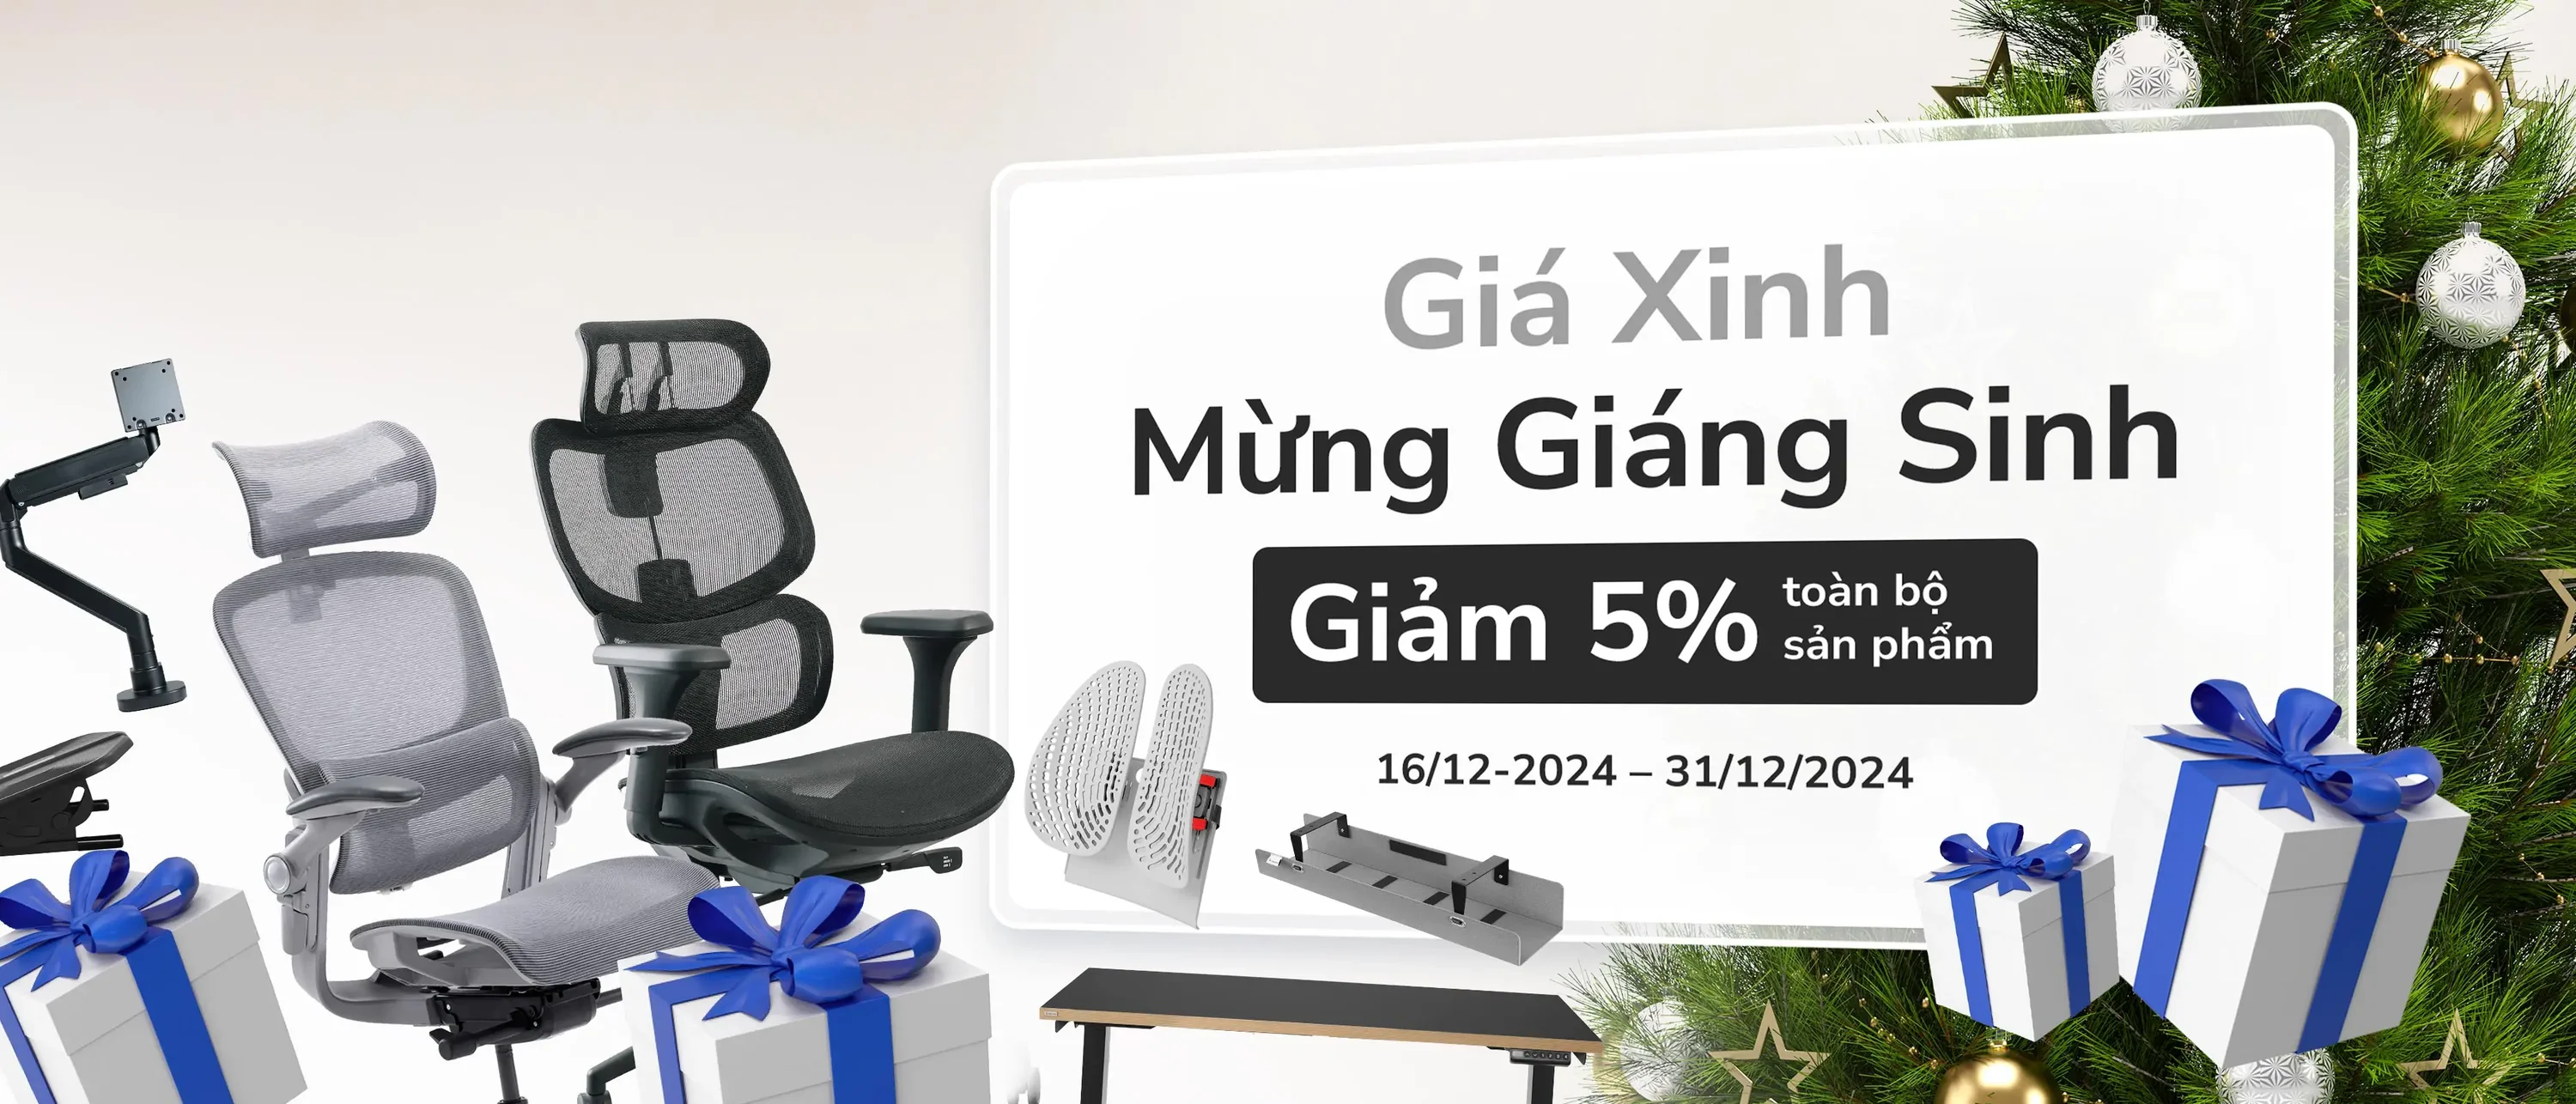 Giá Xinh
Mừng Giáng Sinh
Giảm 5%
toàn bộ
sản phẩm
16/12-2024 – 31/12/2024